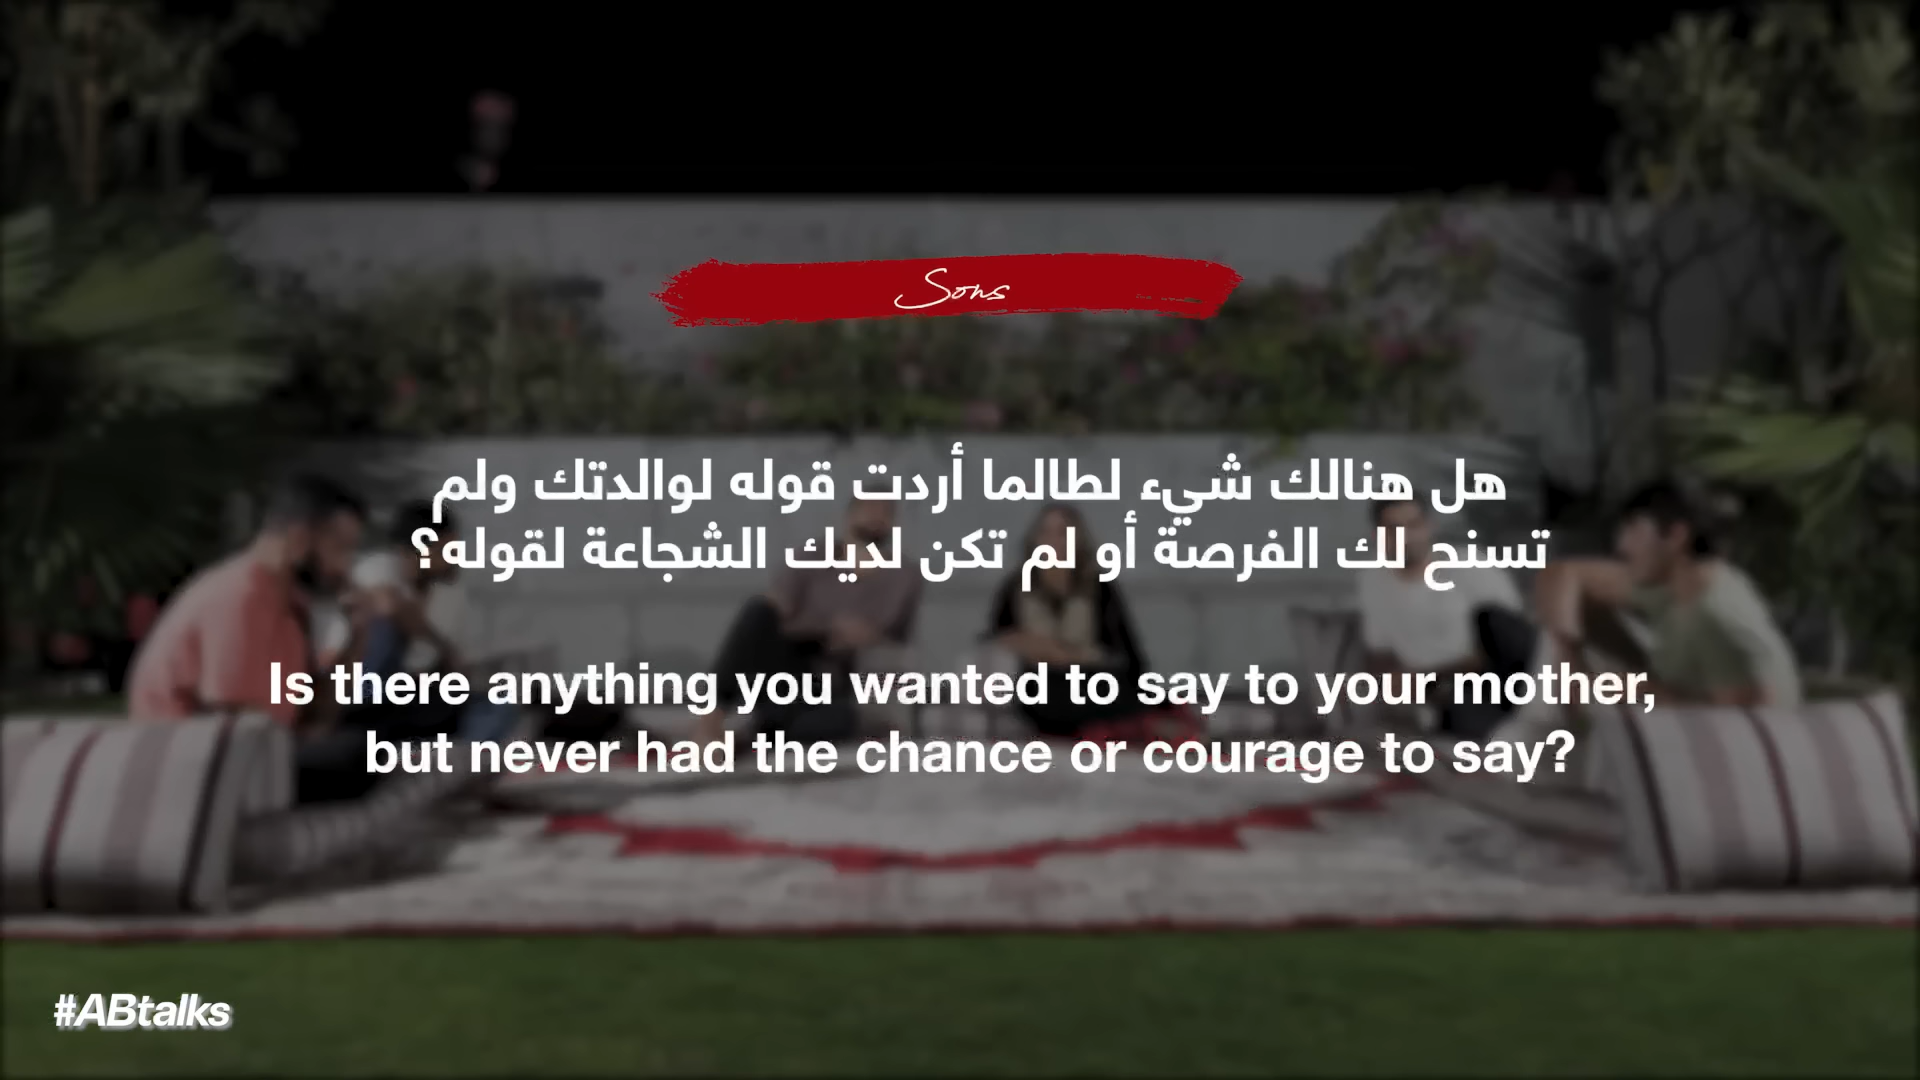 Sons
هل هنالك شيء لطالما أردت قوله لوالدتك ولم
تسنح لك الفرصة أو لم تكن لديك الشجاعة لقوله؟
Is there anything you wanted to say to your mother,
but never had the chance or courage to say?
#ABtalks